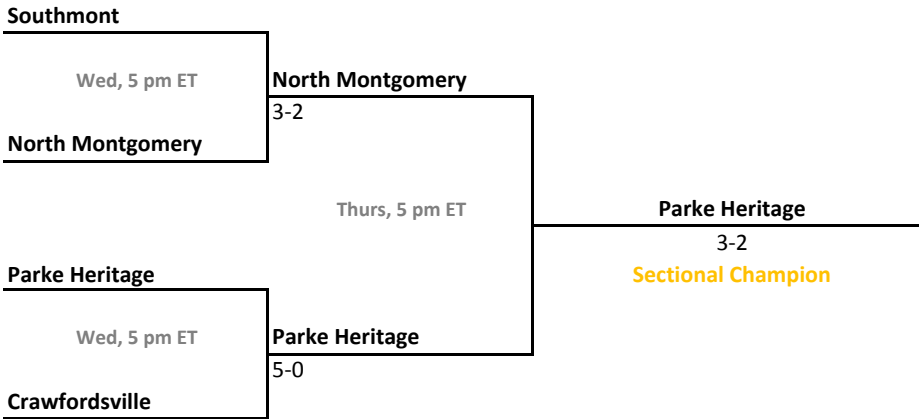 Southmont
Wed, 5 pm ET
North Montgomery
3-2
North Montgomery
Thurs, 5 pm ET
Parke Heritage
3-2
Sectional Champion
Parke Heritage
Wed, 5 pm ET
Parke Heritage
5-0
Crawfordsville